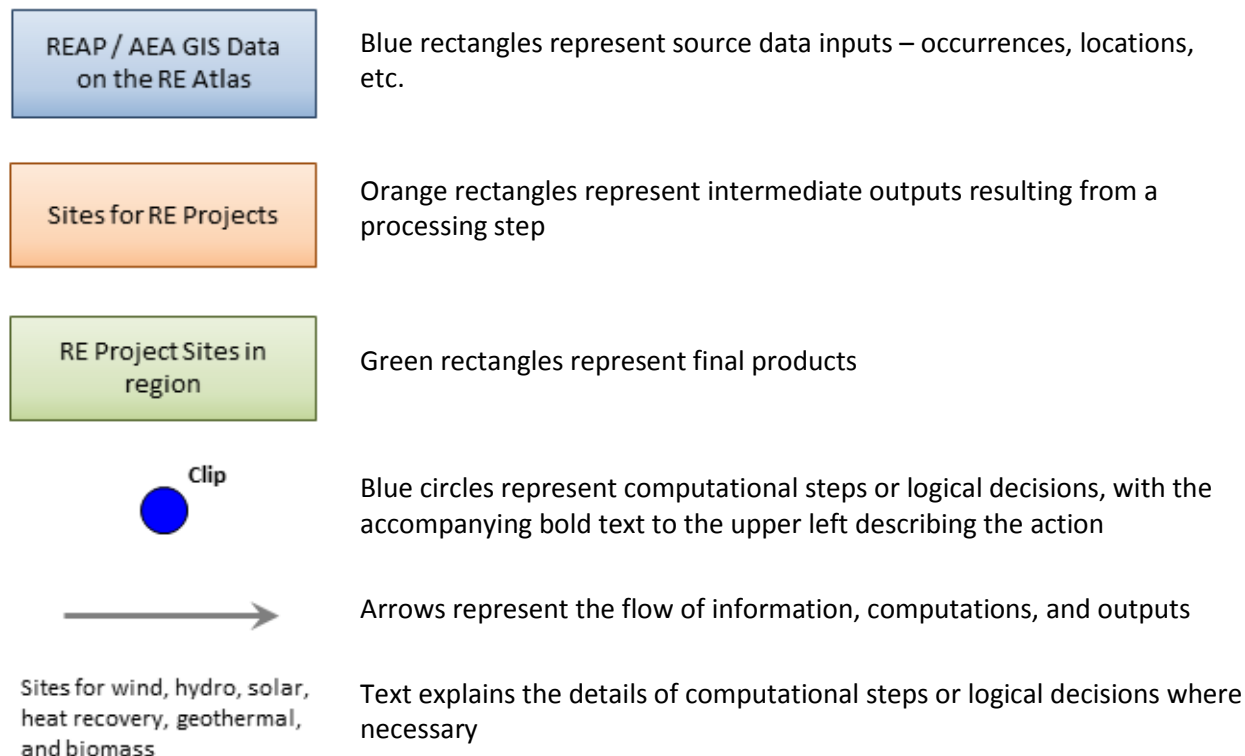 REAP / AEA GIS Data
on the RE Atlas
Blue rectangles represent source data inputs – occurrences, locations,
etc.
Sites for RE Projects
Orange rectangles represent intermediate outputs resulting from a
processing step
RE Project Sites in
region
Green rectangles represent final products
Clip
Blue circles represent computational steps or logical decisions, with the
accompanying bold text to the upper left describing the action
Arrows represent the flow of information, computations, and outputs
Sites for wind, hydro, solar,
heat recovery, geothermal,
and biomass
Text explains the details of computational steps or logical decisions where
necessary